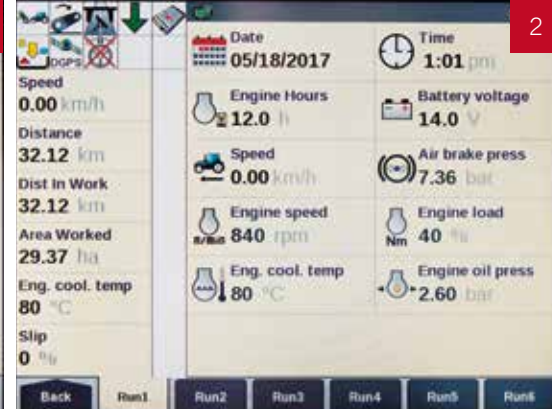 2
DGPS
Speed
0.00 km/h
Distance
32.12 km
Dist In Work
32.12 km
Area Worked
29.37 ha
Eng. cool. temp
80 °C
Slip
0 %
Date
05/18/2017
Time
1:01 pm
Engine Hours
12.0 h
Battery voltage
14.0 V
Speed
0.00 km/h
Air brake press
7.36 bar
Engine speed
840 rpm
n/min
Engine load
40 %
Nm
Eng. cool. temp
80 °C
Engine oil press
2.60 bar
Back
Run1
Run2
Run3
Run4
Run5
Run6